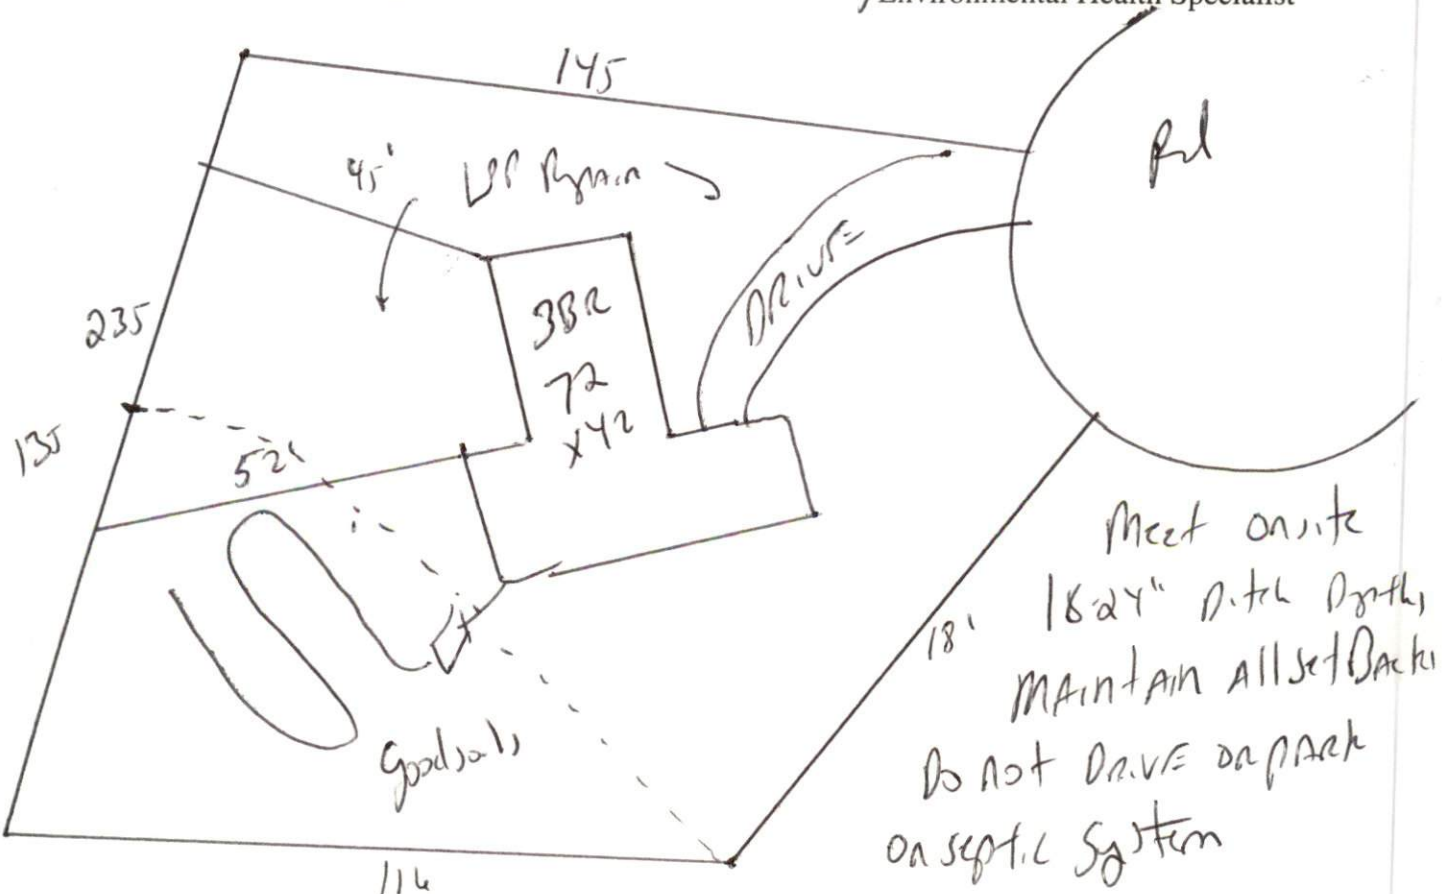 Environmental Health Specialist
145
Rd
45'
DRIVE
3BR
72
x42
235
135
52'
Meet onsite
18-24" Ditch Depth,
18'
MAintAin All setBacks
Goodsoils
Do not DRIVE or pARk
on septic System
116